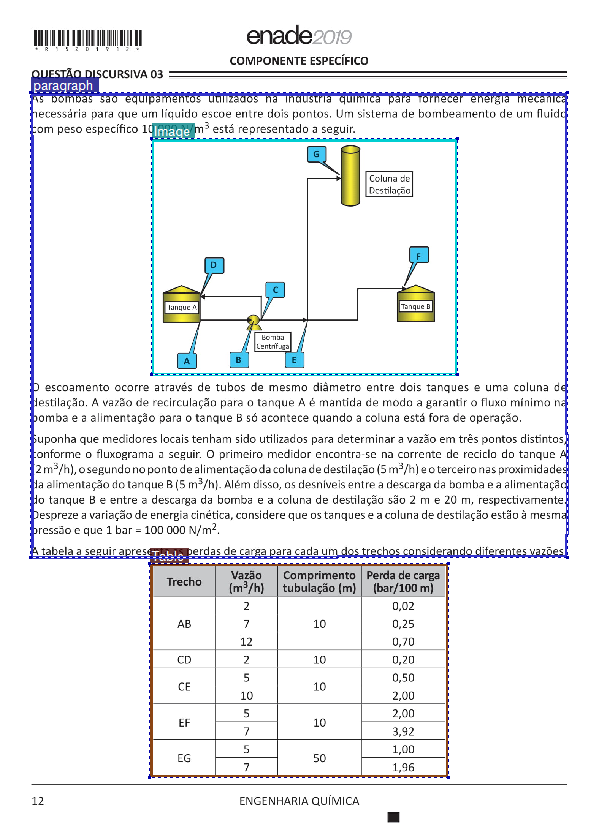 *R15201912*
enade2019
COMPONENTE ESPECÍFICO
QUESTÃO DISCURSIVA 03
paragraph
As bombas são equipamentos utilizados na indústria química para fornecer energia mecânica
necessária para que um líquido escoe entre dois pontos. Um sistema de bombeamento de um fluido
com peso específico 10 m³ está representado a seguir.
Image
G
Coluna de
Destilação
D
F
C
Tanque A
Tanque B
Bomba
Centrífuga
A
B
E
O escoamento ocorre através de tubos de mesmo diâmetro entre dois tanques e uma coluna de
destilação. A vazão de recirculação para o tanque A é mantida de modo a garantir o fluxo mínimo na
bomba e a alimentação para o tanque B só acontece quando a coluna está fora de operação.
Suponha que medidores locais tenham sido utilizados para determinar a vazão em três pontos distintos,
conforme o fluxograma a seguir. O primeiro medidor encontra-se na corrente de reciclo do tanque A
(2 m³/h), o segundo no ponto de alimentação da coluna de destilação (5 m³/h) e o terceiro nas proximidades
da alimentação do tanque B (5 m³/h). Além disso, os desníveis entre a descarga da bomba e a alimentação
do tanque B e entre a descarga da bomba e a coluna de destilação são 2 m e 20 m, respectivamente.
Despreze a variação de energia cinética, considere que os tanques e a coluna de destilação estão à mesma
pressão e que 1 bar = 100 000 N/m².
A tabela a seguir apresenta perdas de carga para cada um dos trechos considerando diferentes vazões.
Table
Trecho Vazão (m³/h) Comprimento tubulação (m) Perda de carga (bar/100 m)
2 0,02
AB 7 10 0,25
12 0,70
CD 2 10 0,20
CE 5 10 0,50
10 2,00
EF 5 10 2,00
7 3,92
EG 5 50 1,00
7 1,96
12 ENGENHARIA QUÍMICA